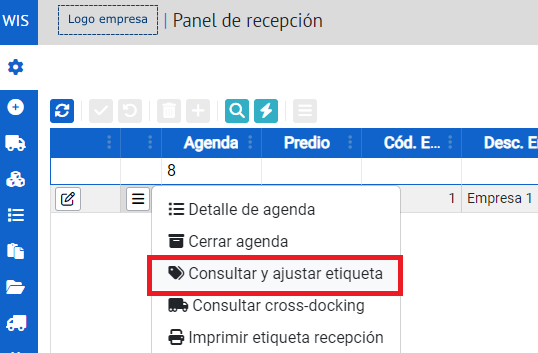 WIS
Logo empresa
| Panel de recepción
Agenda Predio Cód. E... Desc. E
8
1 Empresa 1
Detalle de agenda
Cerrar agenda
Consultar y ajustar etiqueta
Consultar cross-docking
Imprimir etiqueta recepción